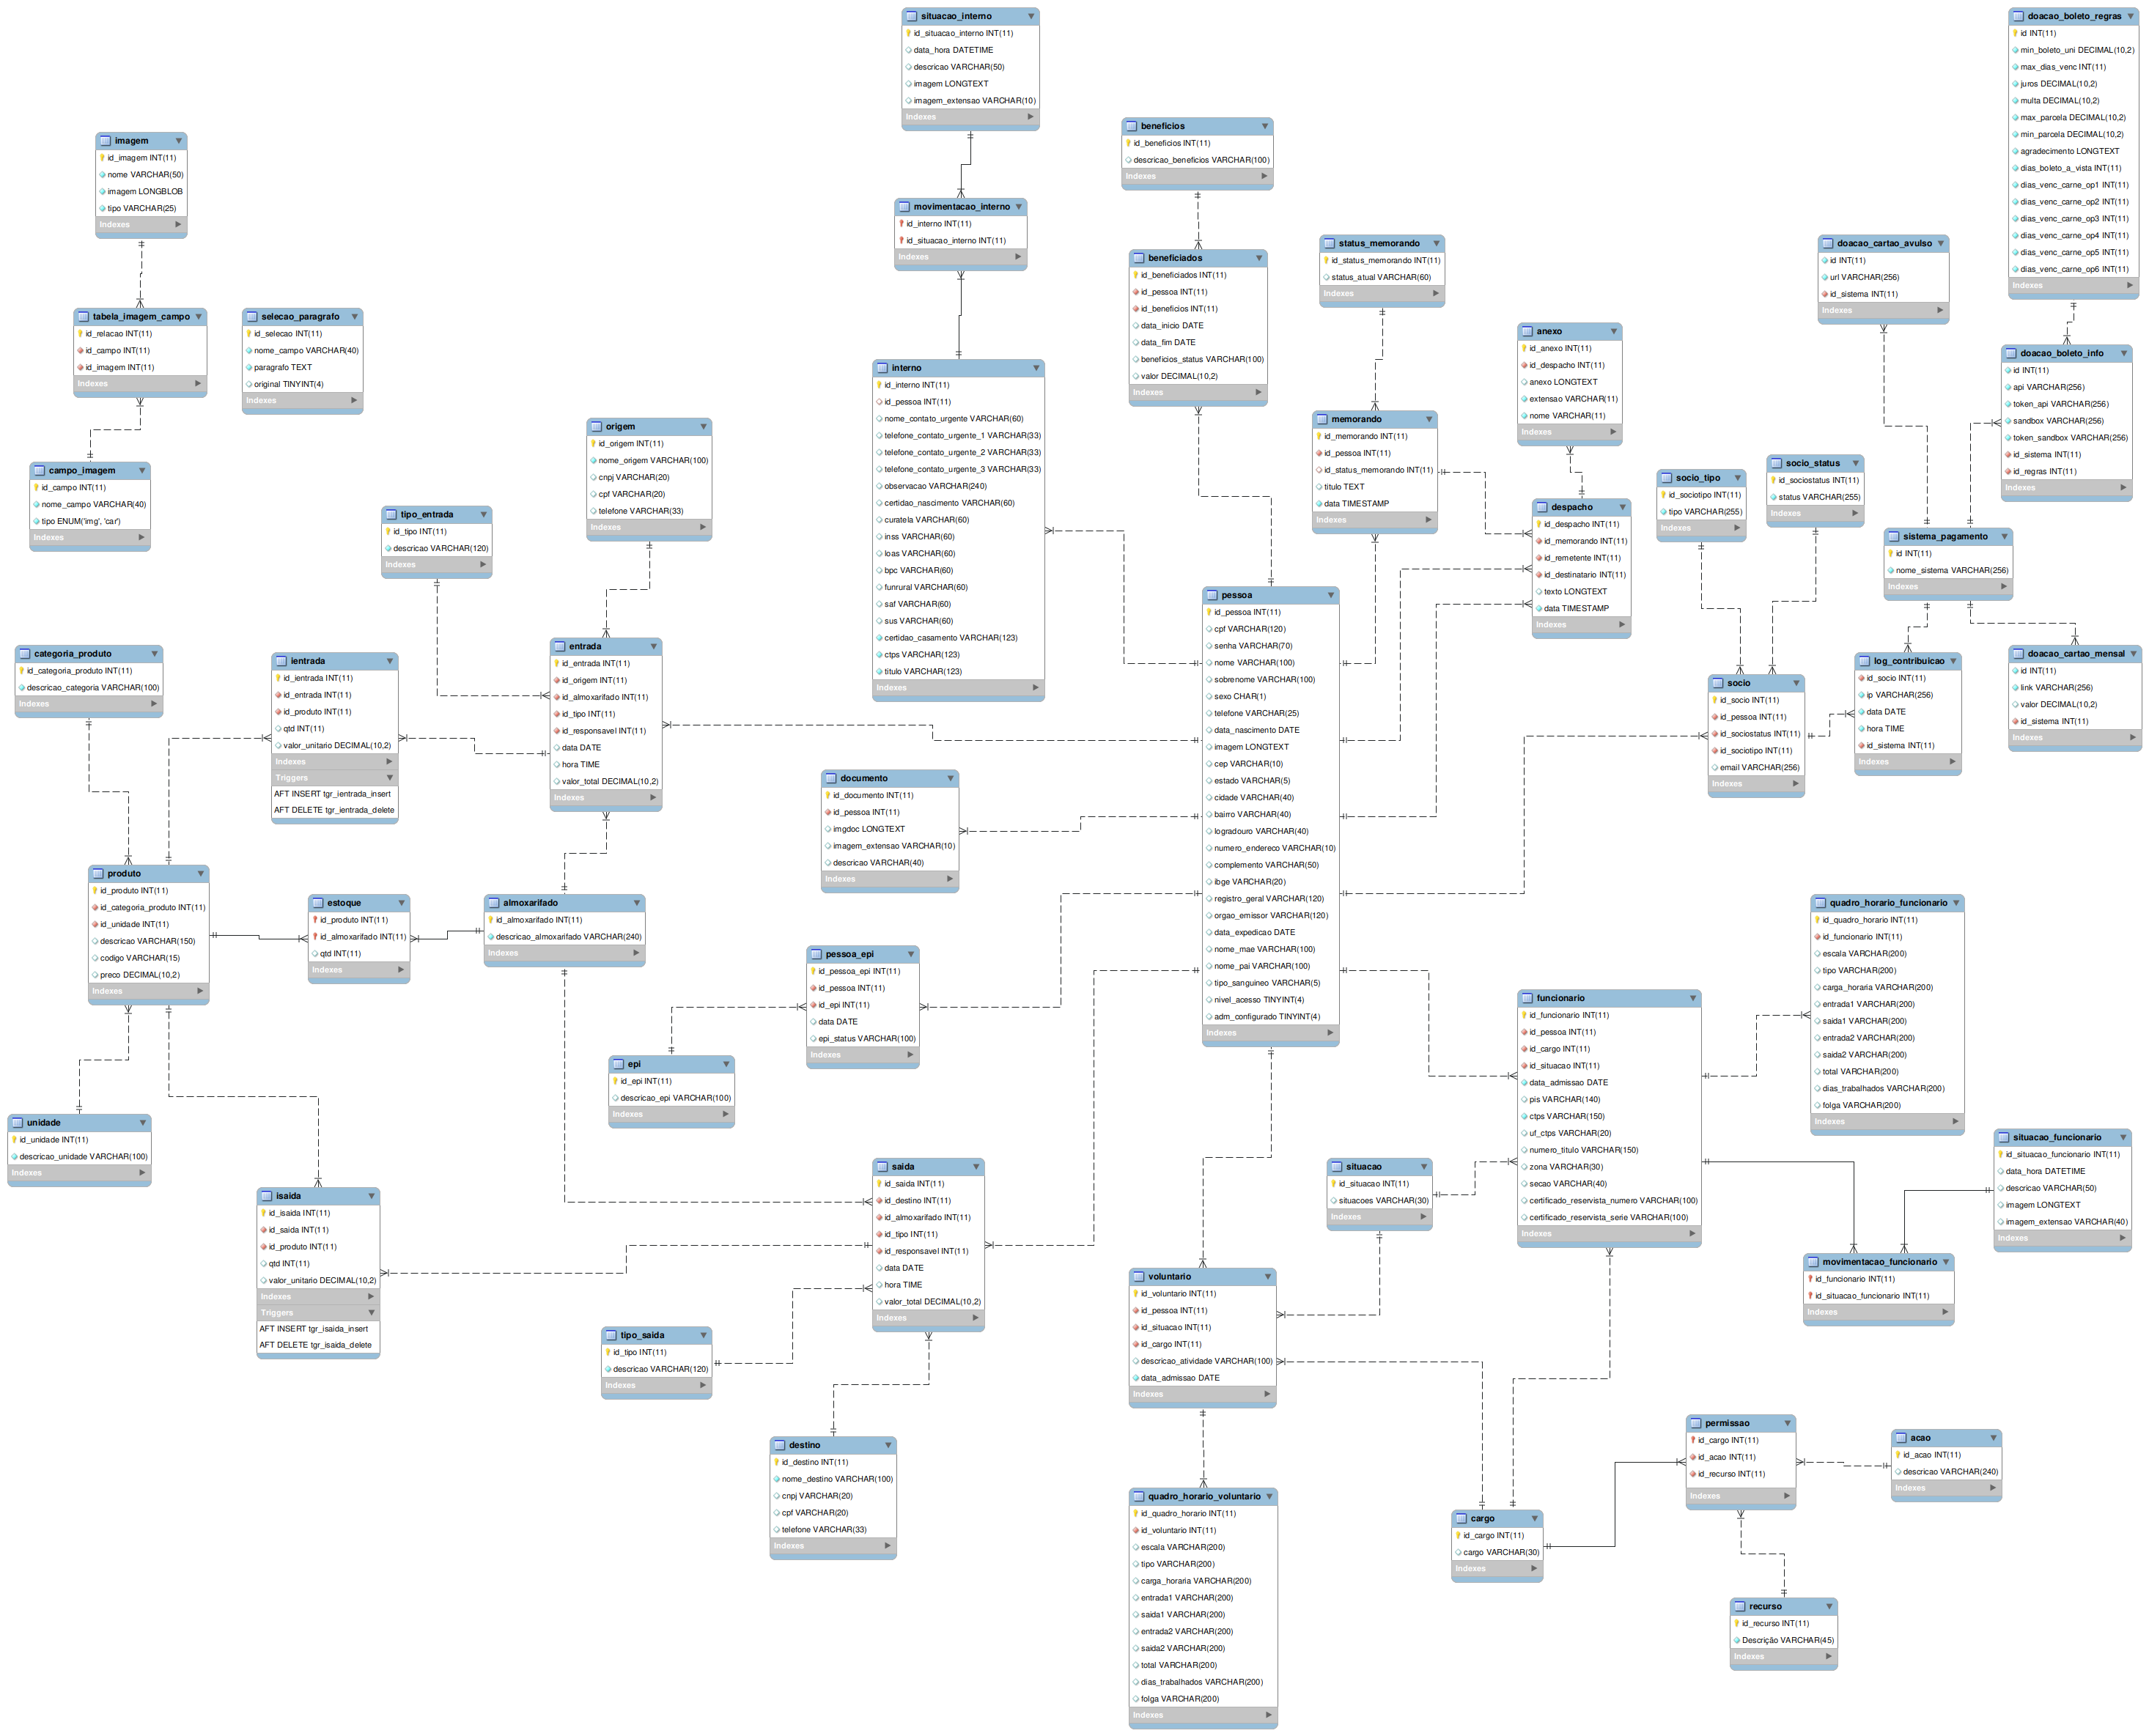 situacao_interno
id_situacao_interno INT(11)
data_hora DATETIME
descricao VARCHAR(50)
imagem LONGTEXT
imagem_extensao VARCHAR(10)
Indexes
doacao_boleto_regras
id INT(11)
min_boleto_uni DECIMAL(10,2)
max_dias_venc INT(11)
juros DECIMAL(10,2)
multa DECIMAL(10,2)
max_parcela DECIMAL(10,2)
min_parcela DECIMAL(10,2)
agradecimento LONGTEXT
dias_boleto_a_vista INT(11)
dias_venc_carne_op1 INT(11)
dias_venc_carne_op2 INT(11)
dias_venc_carne_op3 INT(11)
dias_venc_carne_op4 INT(11)
dias_venc_carne_op5 INT(11)
dias_venc_carne_op6 INT(11)
Indexes
imagem
id_imagem INT(11)
nome VARCHAR(50)
imagem LONGBLOB
tipo VARCHAR(25)
Indexes
beneficios
id_beneficios INT(11)
descricao_beneficios VARCHAR(100)
Indexes
movimentacao_interno
id_interno INT(11)
id_situacao_interno INT(11)
Indexes
beneficiados
id_beneficiados INT(11)
id_pessoa INT(11)
id_beneficios INT(11)
data_inicio DATE
data_fim DATE
beneficios_status VARCHAR(100)
valor DECIMAL(10,2)
Indexes
status_memorando
id_status_memorando INT(11)
status_atual VARCHAR(60)
Indexes
doacao_cartao_avulso
id INT(11)
url VARCHAR(256)
id_sistema INT(11)
Indexes
tabela_imagem_campo
id_relacao INT(11)
id_campo INT(11)
id_imagem INT(11)
Indexes
selecao_paragrafo
id_selecao INT(11)
nome_campo VARCHAR(40)
paragrafo TEXT
original TINYINT(4)
Indexes
anexo
id_anexo INT(11)
id_despacho INT(11)
anexo LONGTEXT
extensao VARCHAR(11)
nome VARCHAR(11)
Indexes
doacao_boleto_info
id INT(11)
api VARCHAR(256)
token_api VARCHAR(256)
sandbox VARCHAR(256)
token_sandbox VARCHAR(256)
id_sistema INT(11)
id_regras INT(11)
Indexes
interno
id_interno INT(11)
id_pessoa INT(11)
nome_contato_urgente VARCHAR(60)
telefone_contato_urgente_1 VARCHAR(33)
telefone_contato_urgente_2 VARCHAR(33)
telefone_contato_urgente_3 VARCHAR(33)
observacao VARCHAR(240)
certidao_nascimento VARCHAR(60)
curatela VARCHAR(60)
inss VARCHAR(60)
loas VARCHAR(60)
bpc VARCHAR(60)
funrural VARCHAR(60)
saf VARCHAR(60)
sus VARCHAR(60)
certidao_casamento VARCHAR(123)
ctps VARCHAR(123)
titulo VARCHAR(123)
Indexes
memorando
id_memorando INT(11)
id_pessoa INT(11)
id_status_memorando INT(11)
titulo TEXT
data TIMESTAMP
Indexes
origem
id_origem INT(11)
nome_origem VARCHAR(100)
cnpj VARCHAR(20)
cpf VARCHAR(20)
telefone VARCHAR(33)
Indexes
campo_imagem
id_campo INT(11)
nome_campo VARCHAR(40)
tipo ENUM('img', 'car')
Indexes
socio_tipo
id_sociotipo INT(11)
tipo VARCHAR(255)
Indexes
socio_status
id_sociostatus INT(11)
status VARCHAR(255)
Indexes
tipo_entrada
id_tipo INT(11)
descricao VARCHAR(120)
Indexes
despacho
id_despacho INT(11)
id_memorando INT(11)
id_remetente INT(11)
id_destinatario INT(11)
texto LONGTEXT
data TIMESTAMP
Indexes
sistema_pagamento
id INT(11)
nome_sistema VARCHAR(256)
Indexes
pessoa
id_pessoa INT(11)
cpf VARCHAR(120)
senha VARCHAR(70)
nome VARCHAR(100)
sobrenome VARCHAR(100)
sexo CHAR(1)
telefone VARCHAR(25)
data_nascimento DATE
imagem LONGTEXT
cep VARCHAR(10)
estado VARCHAR(5)
cidade VARCHAR(40)
bairro VARCHAR(40)
logradouro VARCHAR(40)
numero_endereco VARCHAR(10)
complemento VARCHAR(50)
ibge VARCHAR(20)
registro_geral VARCHAR(120)
orgao_emissor VARCHAR(120)
data_expedicao DATE
nome_mae VARCHAR(100)
nome_pai VARCHAR(100)
tipo_sanguineo VARCHAR(5)
nivel_acesso TINYINT(4)
adm_configurado TINYINT(4)
Indexes
categoria_produto
id_categoria_produto INT(11)
descricao_categoria VARCHAR(100)
Indexes
ientrada
id_ientrada INT(11)
id_entrada INT(11)
id_produto INT(11)
qtd INT(11)
valor_unitario DECIMAL(10,2)
Indexes
Triggers
AFT INSERT tgr_ientrada_insert
AFT DELETE tgr_ientrada_delete
entrada
id_entrada INT(11)
id_origem INT(11)
id_almoxarifado INT(11)
id_tipo INT(11)
id_responsavel INT(11)
data DATE
hora TIME
valor_total DECIMAL(10,2)
Indexes
socio
id_socio INT(11)
id_pessoa INT(11)
id_sociostatus INT(11)
id_sociotipo INT(11)
email VARCHAR(256)
Indexes
log_contribuicao
id_socio INT(11)
ip VARCHAR(256)
data DATE
hora TIME
id_sistema INT(11)
Indexes
doacao_cartao_mensal
id INT(11)
link VARCHAR(256)
valor DECIMAL(10,2)
id_sistema INT(11)
Indexes
documento
id_documento INT(11)
id_pessoa INT(11)
imgdoc LONGTEXT
imagem_extensao VARCHAR(10)
descricao VARCHAR(40)
Indexes
produto
id_produto INT(11)
id_categoria_produto INT(11)
id_unidade INT(11)
descricao VARCHAR(150)
codigo VARCHAR(15)
preco DECIMAL(10,2)
Indexes
estoque
id_produto INT(11)
id_almoxarifado INT(11)
qtd INT(11)
Indexes
almoxarifado
id_almoxarifado INT(11)
descricao_almoxarifado VARCHAR(240)
Indexes
quadro_horario_funcionario
id_quadro_horario INT(11)
id_funcionario INT(11)
escala VARCHAR(200)
tipo VARCHAR(200)
carga_horaria VARCHAR(200)
entrada1 VARCHAR(200)
saida1 VARCHAR(200)
entrada2 VARCHAR(200)
saida2 VARCHAR(200)
total VARCHAR(200)
dias_trabalhados VARCHAR(200)
folga VARCHAR(200)
Indexes
pessoa_epi
id_pessoa_epi INT(11)
id_pessoa INT(11)
id_epi INT(11)
data DATE
epi_status VARCHAR(100)
Indexes
funcionario
id_funcionario INT(11)
id_pessoa INT(11)
id_cargo INT(11)
id_situacao INT(11)
data_admissao DATE
pis VARCHAR(140)
ctps VARCHAR(150)
uf_ctps VARCHAR(20)
numero_titulo VARCHAR(150)
zona VARCHAR(30)
secao VARCHAR(40)
certificado_reservista_numero VARCHAR(100)
certificado_reservista_serie VARCHAR(100)
Indexes
epi
id_epi INT(11)
descricao_epi VARCHAR(100)
Indexes
unidade
id_unidade INT(11)
descricao_unidade VARCHAR(100)
Indexes
situacao_funcionario
id_situacao_funcionario INT(11)
data_hora DATETIME
descricao VARCHAR(50)
imagem LONGTEXT
imagem_extensao VARCHAR(40)
Indexes
saida
id_saida INT(11)
id_destino INT(11)
id_almoxarifado INT(11)
id_tipo INT(11)
id_responsavel INT(11)
data DATE
hora TIME
valor_total DECIMAL(10,2)
Indexes
situacao
id_situacao INT(11)
situacoes VARCHAR(30)
Indexes
isaida
id_isaida INT(11)
id_saida INT(11)
id_produto INT(11)
qtd INT(11)
valor_unitario DECIMAL(10,2)
Indexes
Triggers
AFT INSERT tgr_isaida_insert
AFT DELETE tgr_isaida_delete
movimentacao_funcionario
id_funcionario INT(11)
id_situacao_funcionario INT(11)
Indexes
voluntario
id_voluntario INT(11)
id_pessoa INT(11)
id_situacao INT(11)
id_cargo INT(11)
descricao_atividade VARCHAR(100)
data_admissao DATE
Indexes
tipo_saida
id_tipo INT(11)
descricao VARCHAR(120)
Indexes
permissao
id_cargo INT(11)
id_acao INT(11)
id_recurso INT(11)
Indexes
acao
id_acao INT(11)
descricao VARCHAR(240)
Indexes
destino
id_destino INT(11)
nome_destino VARCHAR(100)
cnpj VARCHAR(20)
cpf VARCHAR(20)
telefone VARCHAR(33)
Indexes
quadro_horario_voluntario
id_quadro_horario INT(11)
id_voluntario INT(11)
escala VARCHAR(200)
tipo VARCHAR(200)
carga_horaria VARCHAR(200)
entrada1 VARCHAR(200)
saida1 VARCHAR(200)
entrada2 VARCHAR(200)
saida2 VARCHAR(200)
total VARCHAR(200)
dias_trabalhados VARCHAR(200)
folga VARCHAR(200)
Indexes
cargo
id_cargo INT(11)
cargo VARCHAR(30)
Indexes
recurso
id_recurso INT(11)
Descrição VARCHAR(45)
Indexes